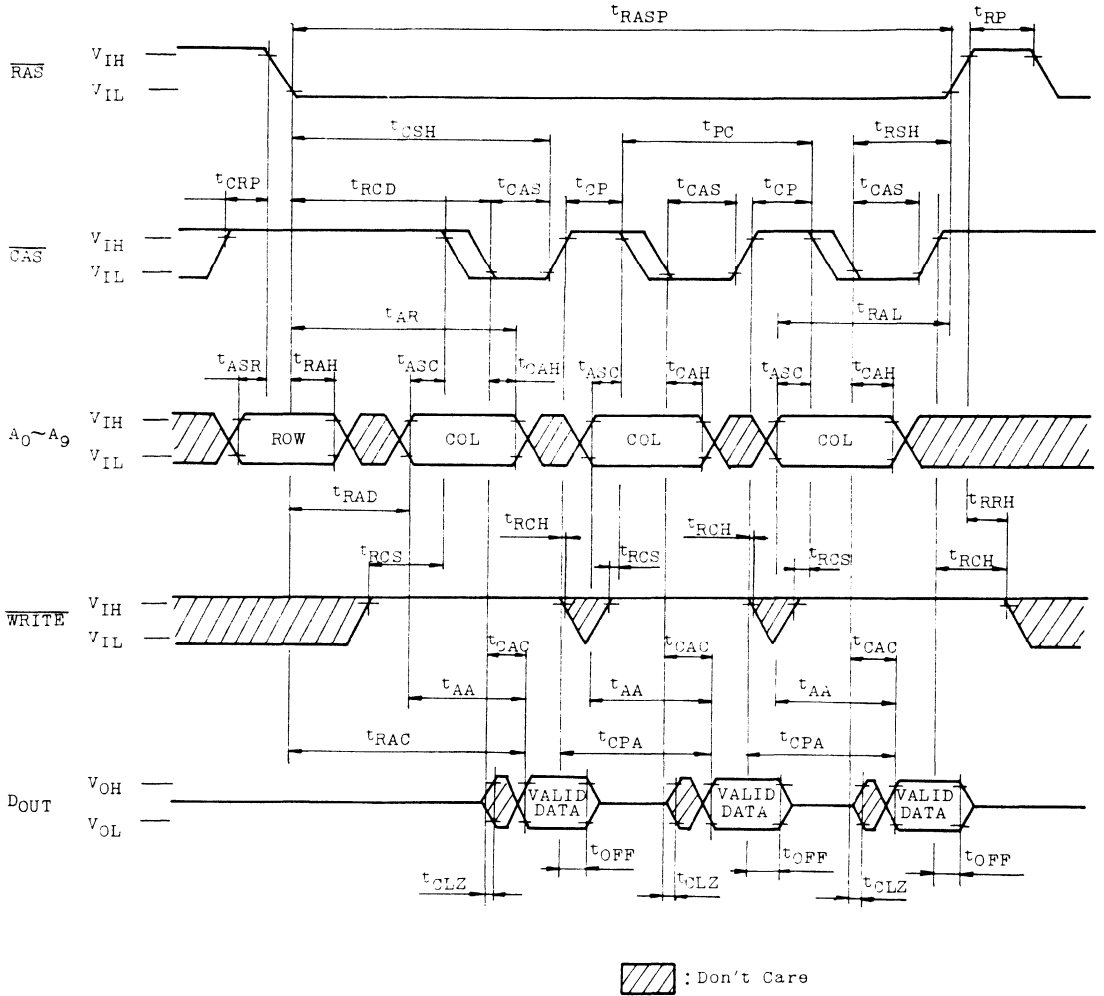 tRASP tRP
RAS VIH
VIL
tCSH tPC tRSH
tCRP tRCD tCAS tCP tCAS tCP tCAS
CAS VIH
VIL
tAR tRAL
tASR tRAH tASC tCAH tASC tCAH tASC tCAH
A0~A9 VIH
VIL
ROW COL COL COL
tRAD tRRH
tRCH tRCH
tRCS tRCS tRCS tRCH
WRITE VIH
VIL
tCAC tCAC tCAC
tAA tAA tAA
tRAC tCPA tCPA
DOUT VOH
VOL
VALID DATA VALID DATA VALID DATA
tOFF tOFF tOFF
tCLZ tCLZ tCLZ
: Don't Care